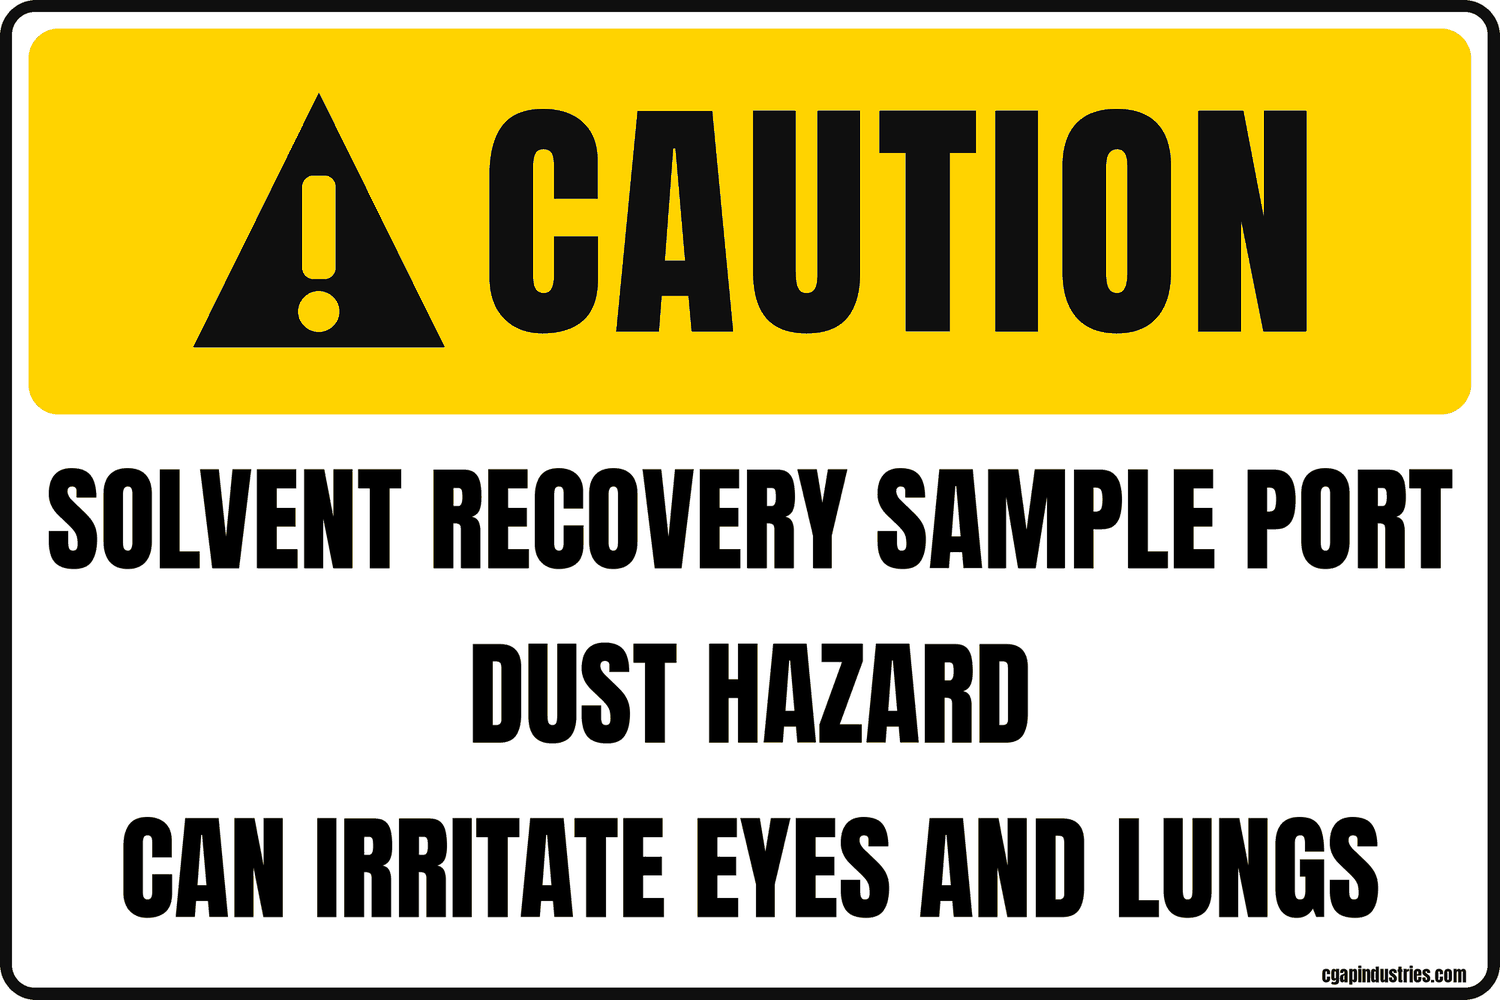 CAUTION
SOLVENT RECOVERY SAMPLE PORT
DUST HAZARD
CAN IRRITATE EYES AND LUNGS
cgapindustries.com